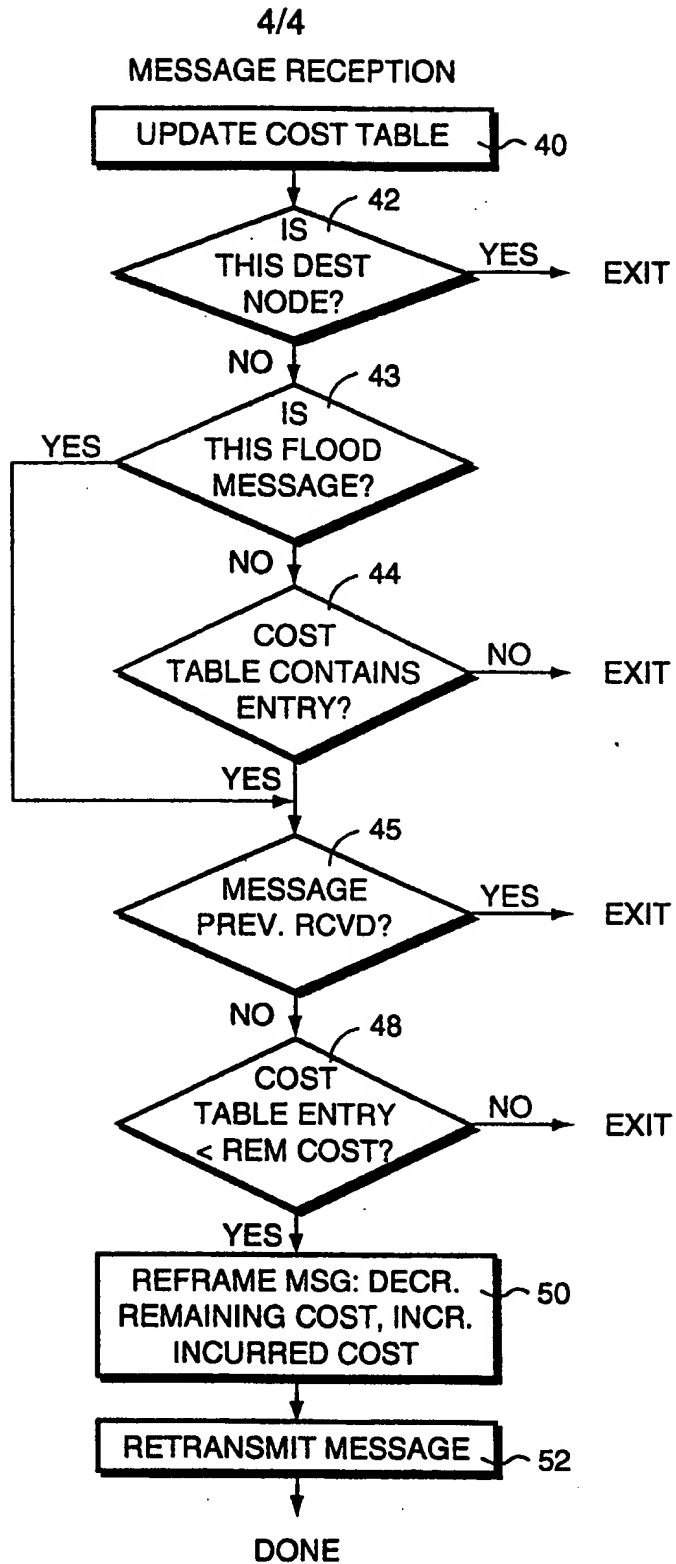 4/4
MESSAGE RECEPTION
UPDATE COST TABLE
40
42
IS
THIS DEST
NODE?
YES
EXIT
NO
43
IS
THIS FLOOD
MESSAGE?
YES
NO
44
COST
TABLE CONTAINS
ENTRY?
NO
EXIT
YES
45
MESSAGE
PREV. RCVD?
YES
EXIT
NO
48
COST
TABLE ENTRY
< REM COST?
NO
EXIT
YES
REFRAME MSG: DECR.
REMAINING COST, INCR.
INCURRED COST
50
RETRANSMIT MESSAGE
52
DONE